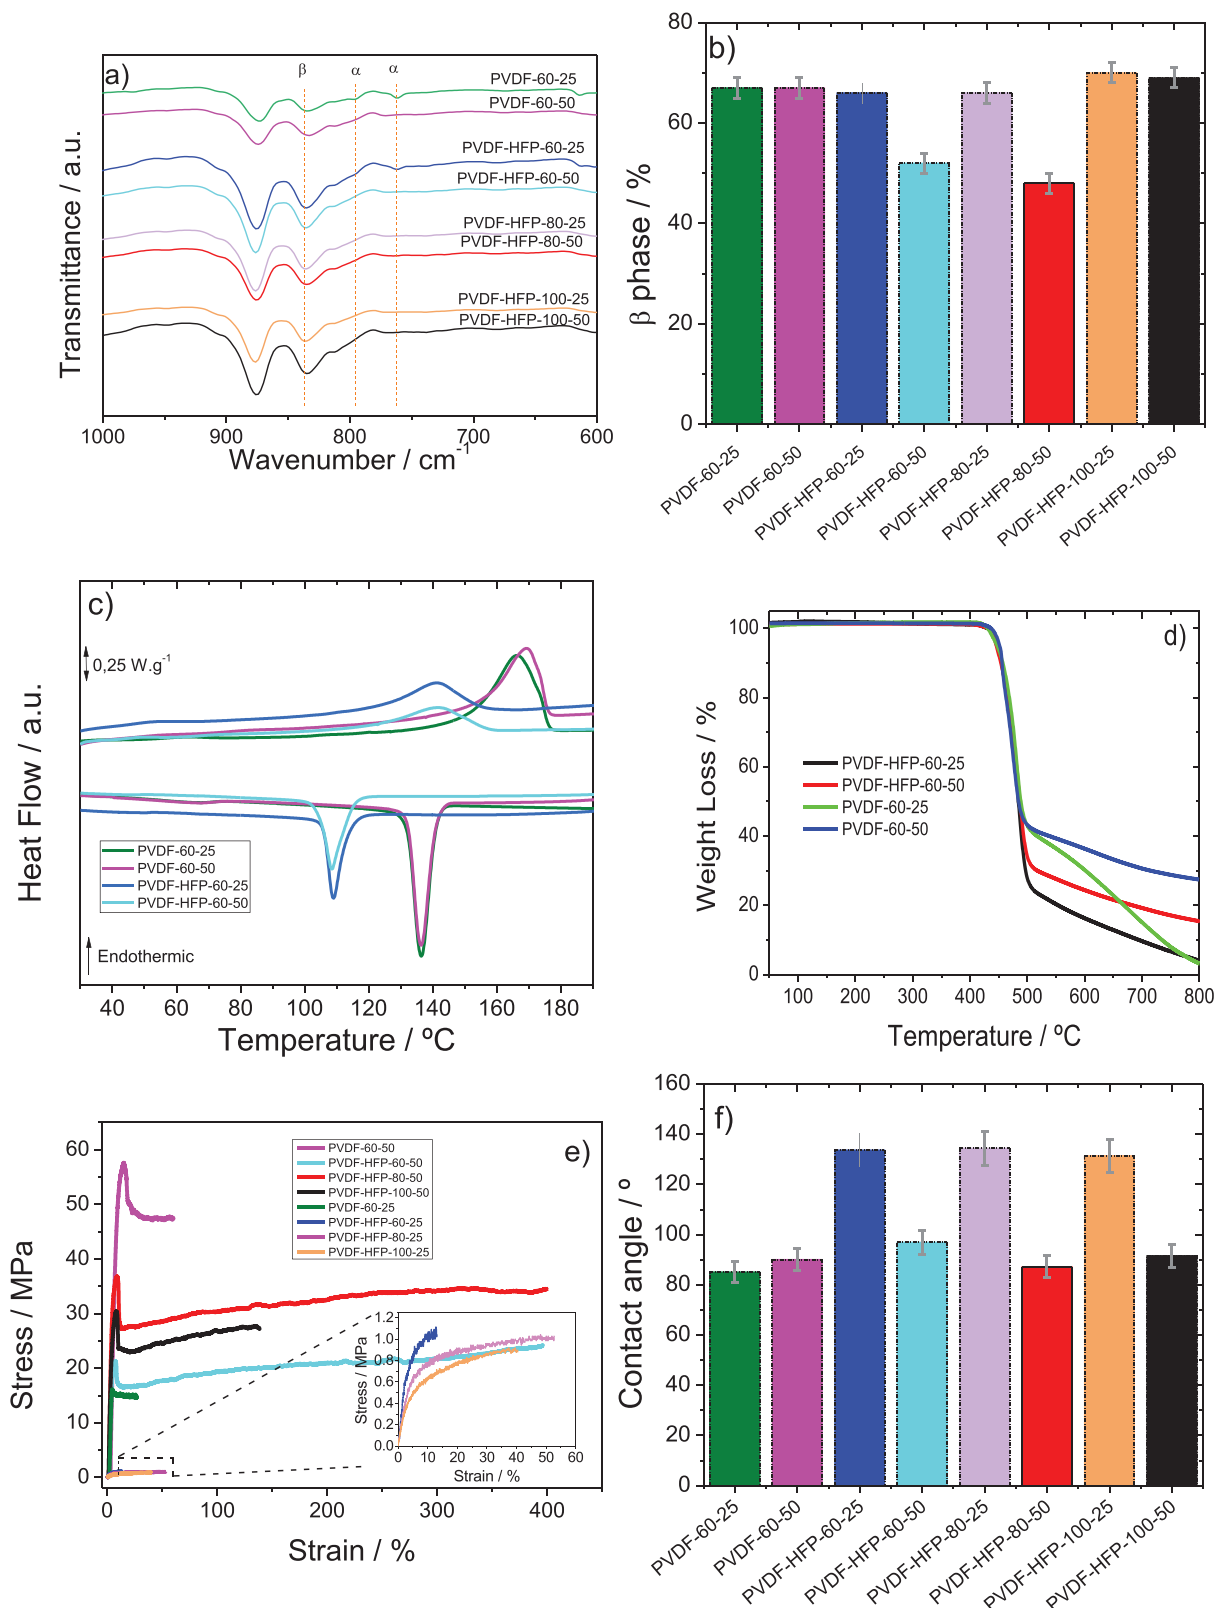 a)
β
α
α
PVDF-60-25
PVDF-60-50
PVDF-HFP-60-25
PVDF-HFP-60-50
PVDF-HFP-80-25
PVDF-HFP-80-50
PVDF-HFP-100-25
PVDF-HFP-100-50
Transmittance / a.u.
1000
900
800
700
600
Wavenumber / cm⁻¹
b)
β phase / %
80
60
40
20
0
PVDF-60-25
PVDF-60-50
PVDF-HFP-60-25
PVDF-HFP-60-50
PVDF-HFP-80-25
PVDF-HFP-80-50
PVDF-HFP-100-25
PVDF-HFP-100-50
c)
0,25 W.g⁻¹
Heat Flow / a.u.
PVDF-60-25
PVDF-60-50
PVDF-HFP-60-25
PVDF-HFP-60-50
Endothermic
40
60
80
100
120
140
160
180
Temperature / ºC
d)
Weight Loss / %
100
80
60
40
20
0
PVDF-HFP-60-25
PVDF-HFP-60-50
PVDF-60-25
PVDF-60-50
100
200
300
400
500
600
700
800
Temperature / ºC
e)
Stress / MPa
60
50
40
30
20
10
0
PVDF-60-50
PVDF-HFP-60-50
PVDF-HFP-80-50
PVDF-HFP-100-50
PVDF-60-25
PVDF-HFP-60-25
PVDF-HFP-80-25
PVDF-HFP-100-25
Stress / MPa
1.2
1.0
0.8
0.6
0.4
0.2
0.0
0
10
20
30
40
50
60
Strain / %
0
100
200
300
400
Strain / %
f)
Contact angle / º
160
140
120
100
80
60
40
20
0
PVDF-60-25
PVDF-60-50
PVDF-HFP-60-25
PVDF-HFP-60-50
PVDF-HFP-80-25
PVDF-HFP-80-50
PVDF-HFP-100-25
PVDF-HFP-100-50